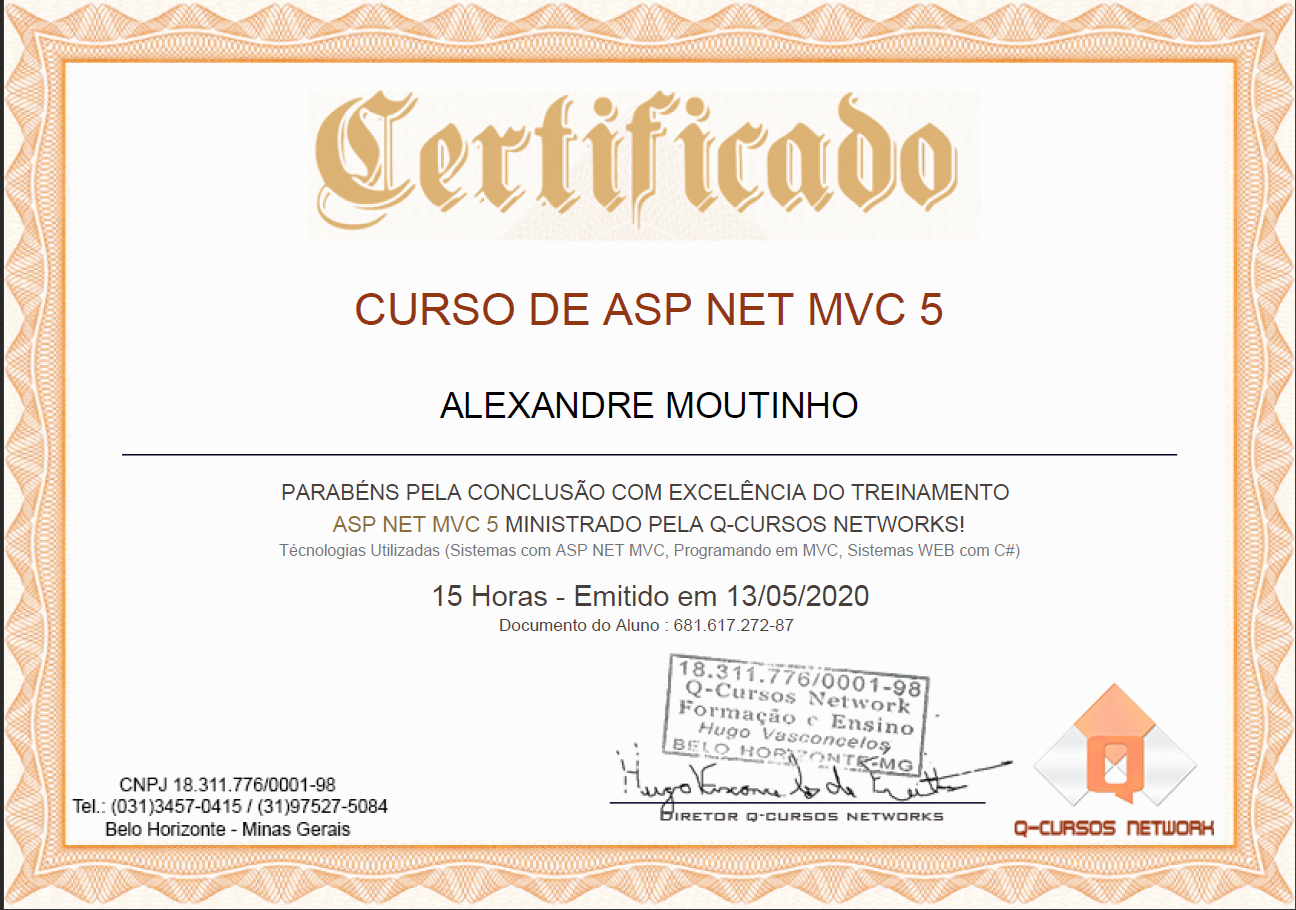 Certificado
CURSO DE ASP NET MVC 5
ALEXANDRE MOUTINHO
PARABÉNS PELA CONCLUSÃO COM EXCELÊNCIA DO TREINAMENTO
ASP NET MVC 5 MINISTRADO PELA Q-CURSOS NETWORKS!
Técnologias Utilizadas (Sistemas com ASP NET MVC, Programando em MVC, Sistemas WEB com C#)
15 Horas - Emitido em 13/05/2020
Documento do Aluno : 681.617.272-87
18.311.776/0001-98
Q-Cursos Network
Formação e Ensino
Hugo Vasconcelos
BELO HORIZONTE-MG
Hugo Vasconcelos de Freitas
DIRETOR Q-CURSOS NETWORKS
CNPJ 18.311.776/0001-98
Tel.: (031)3457-0415 / (31)97527-5084
Belo Horizonte - Minas Gerais
Q-CURSOS NETWORK